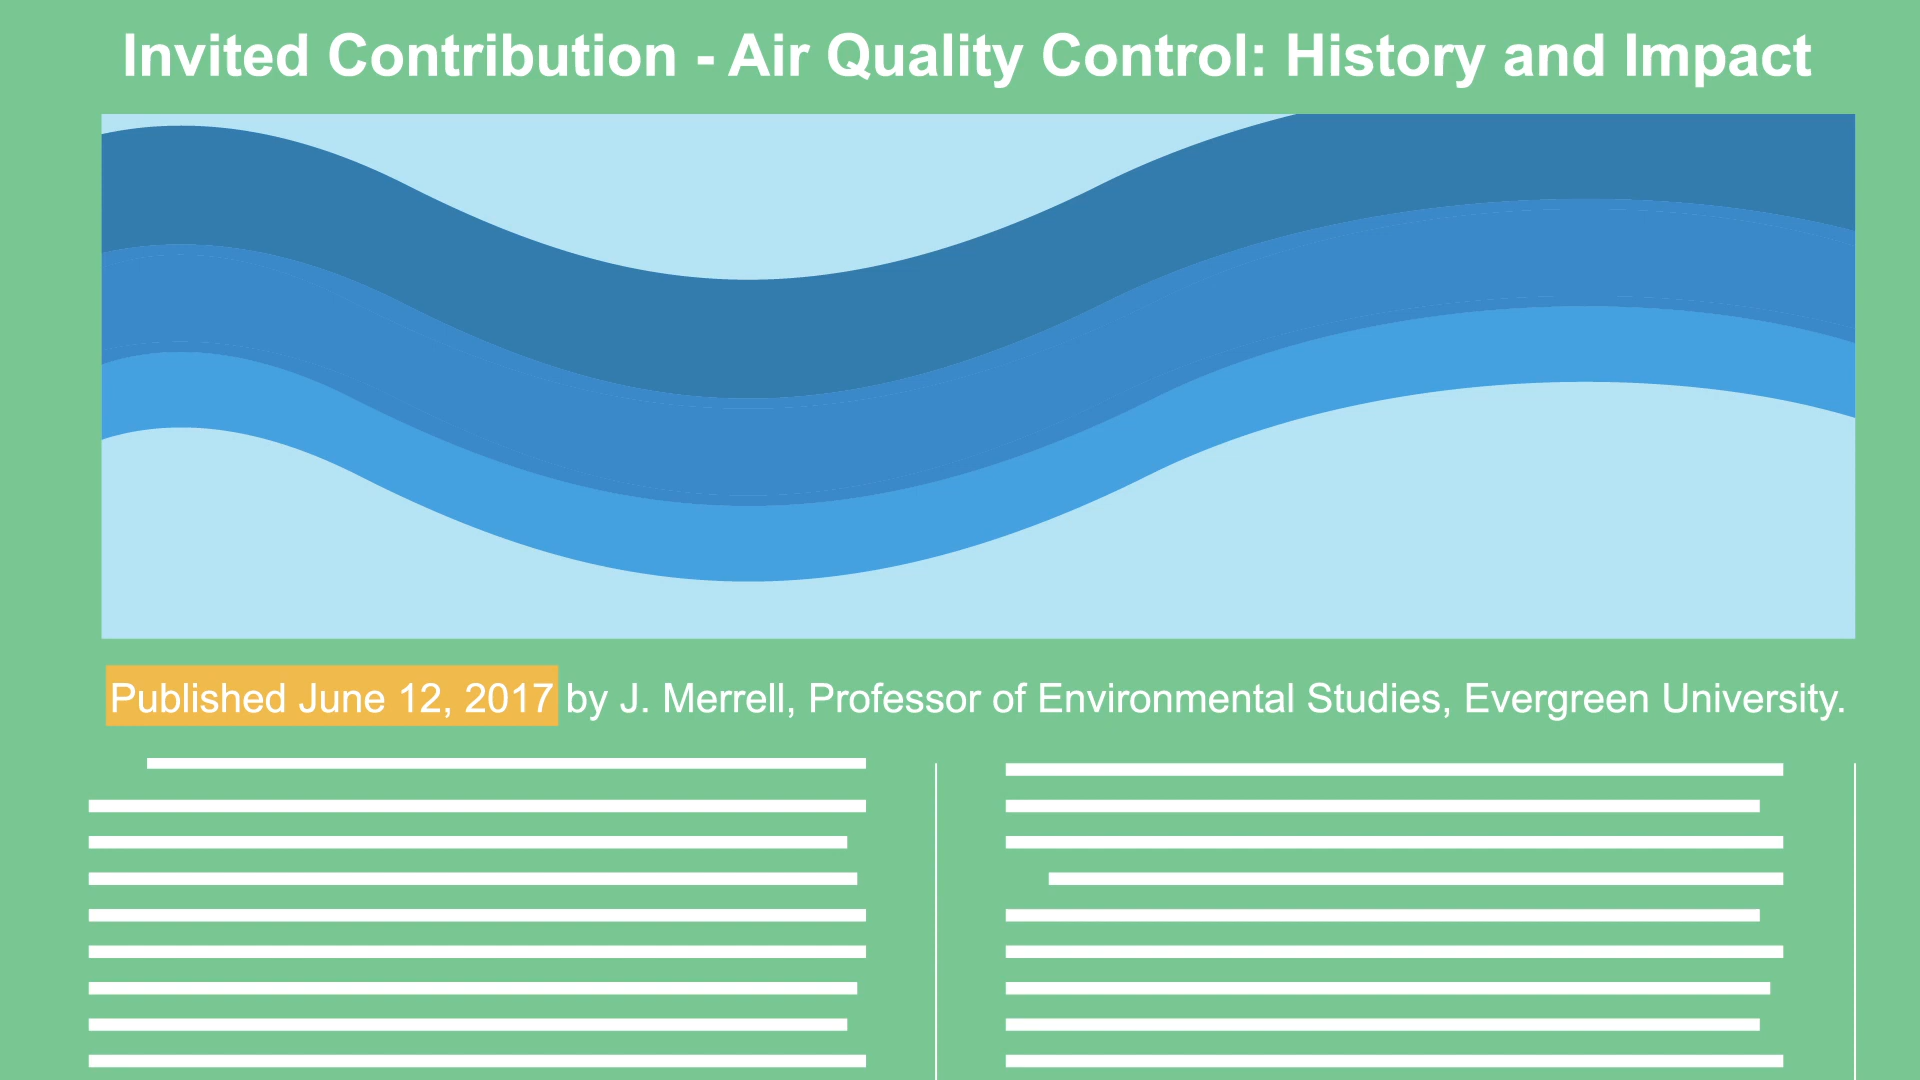 Invited Contribution - Air Quality Control: History and Impact
Published June 12, 2017 by J. Merrell, Professor of Environmental Studies, Evergreen University.